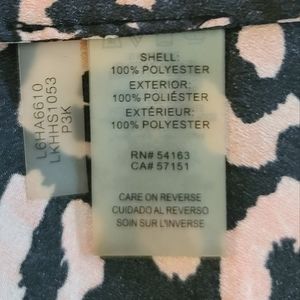 L6HA6610
LKHHS1053
P3K
SHELL:
100% POLYESTER
EXTERIOR:
100% POLIÉSTER
EXTÉRIEUR:
100% POLYESTER
RN# 54163
CA# 57151
CARE ON REVERSE
CUIDADO AL REVERSO
SOIN SUR L'INVERSE